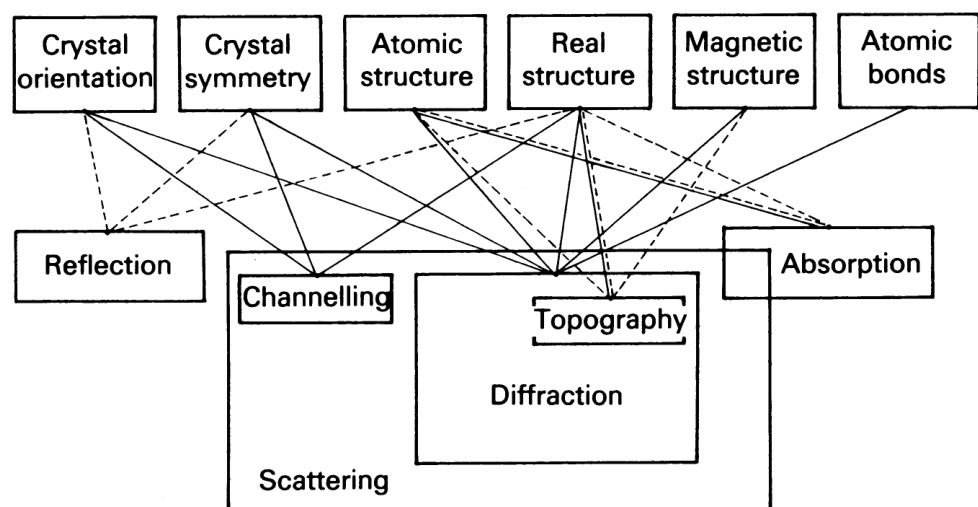 Crystal
orientation
Crystal
symmetry
Atomic
structure
Real
structure
Magnetic
structure
Atomic
bonds
Reflection
Channelling
Topography
Absorption
Diffraction
Scattering